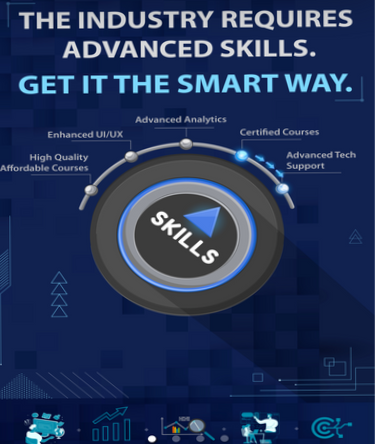 THE INDUSTRY REQUIRES
ADVANCED SKILLS.
GET IT THE SMART WAY.
Advanced Analytics
Enhanced UI/UX
Certified Courses
High Quality
Affordable Courses
Advanced Tech
Support
SKILLS